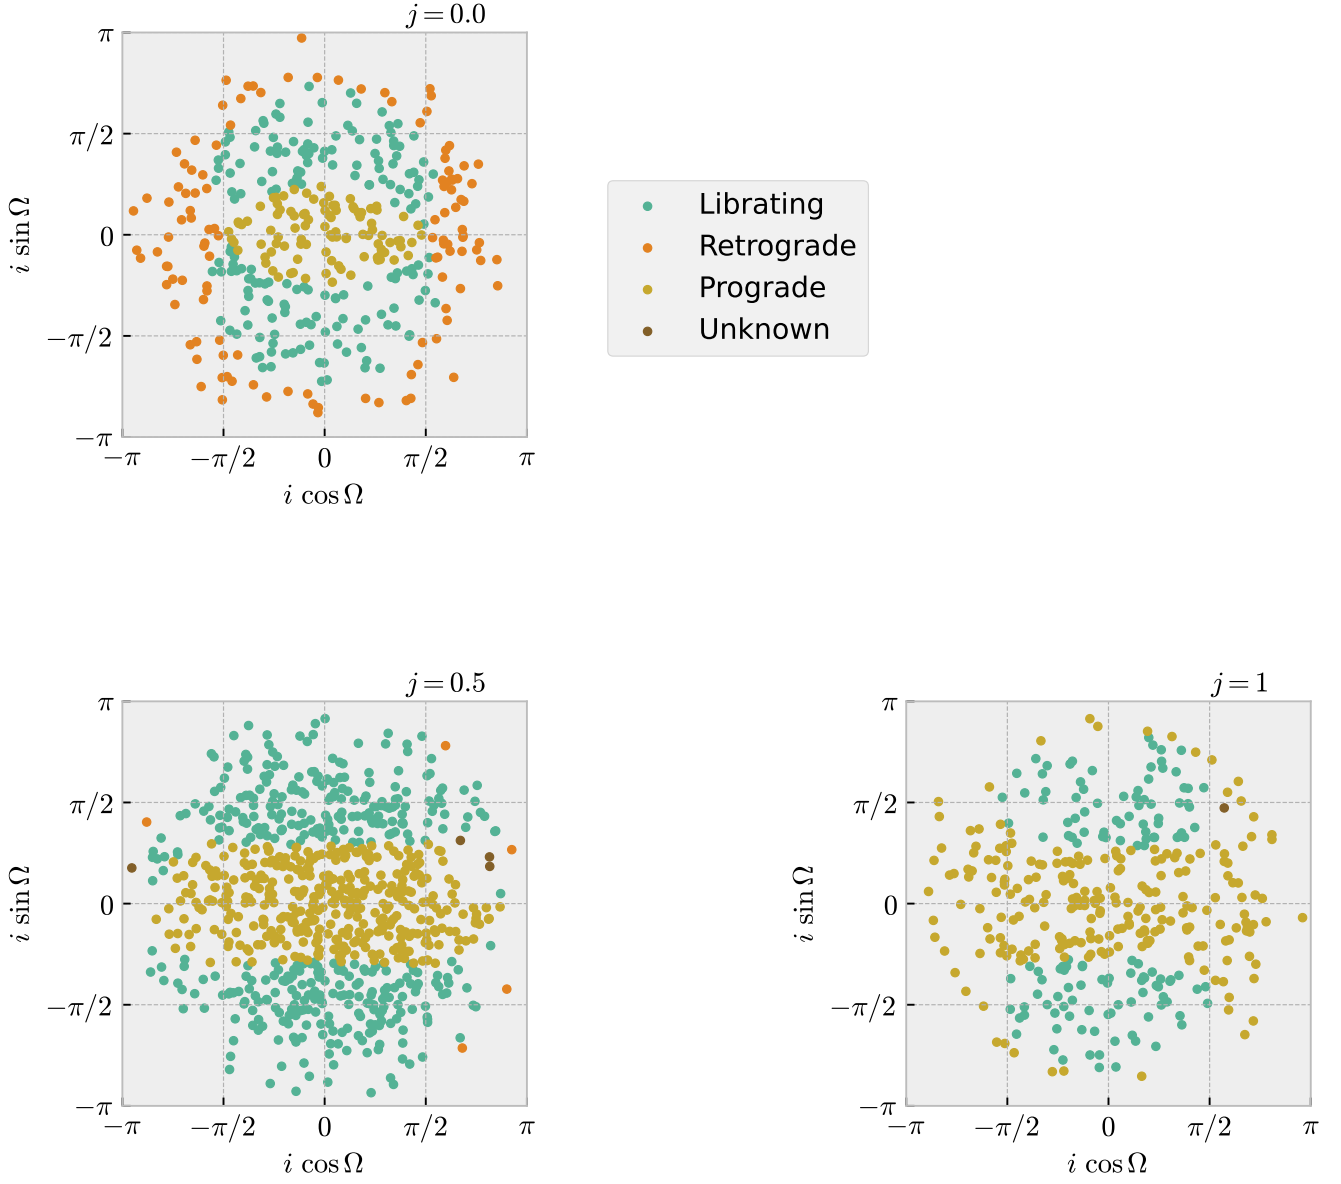 j = 0.0
π
π/2
0
−π/2
−π
i sin Ω
−π −π/2 0 π/2 π
i cos Ω
Librating
Retrograde
Prograde
Unknown
j = 0.5
π
π/2
0
−π/2
−π
i sin Ω
−π −π/2 0 π/2 π
i cos Ω
j = 1
π
π/2
0
−π/2
−π
i sin Ω
−π −π/2 0 π/2 π
i cos Ω